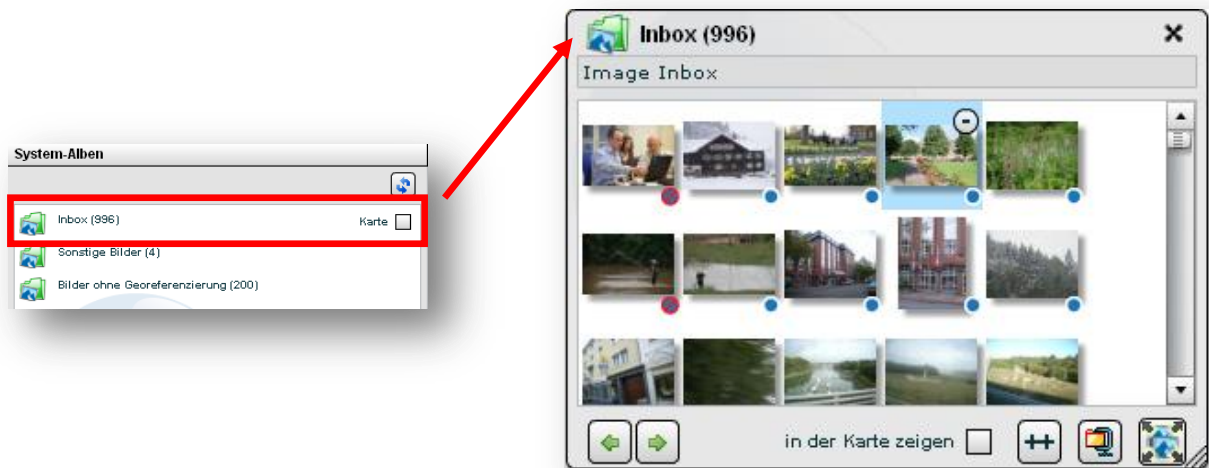 System-Alben
Inbox (996)
Karte
Sonstige Bilder (4)
Bilder ohne Georeferenzierung (200)
Inbox (996)
Image Inbox
in der Karte zeigen